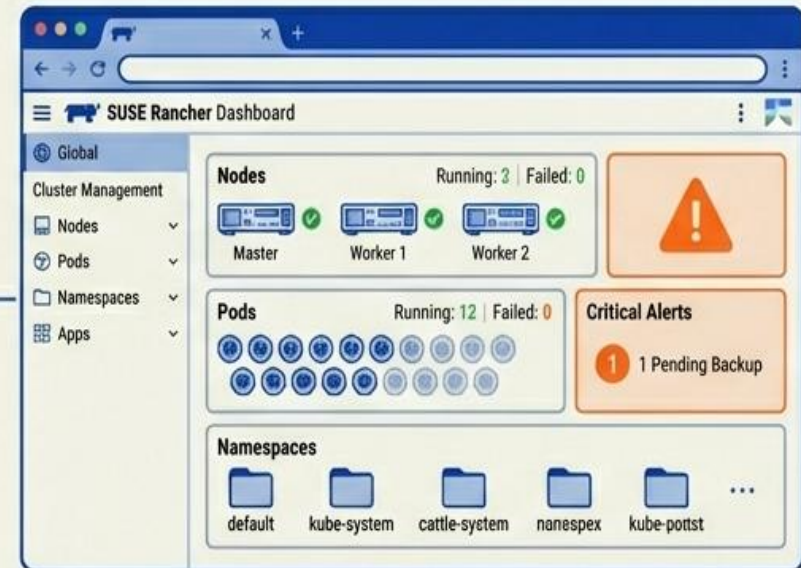 SUSE Rancher Dashboard
Global
Cluster Management
Nodes
Pods
Namespaces
Apps
Nodes
Running: 3 | Failed: 0
Master
Worker 1
Worker 2
Pods
Running: 12 | Failed: 0
Critical Alerts
1
1 Pending Backup
Namespaces
default
kube-system
cattle-system
nanespex
kube-pottst
...